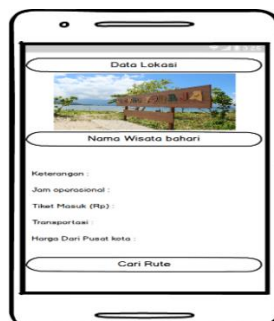 Data Lokasi
Nama Wisata bahari
Keterangan :
Jam operasional :
Tiket Masuk (Rp) :
Transportasi :
Harga Dari Pusat kota :
Cari Rute